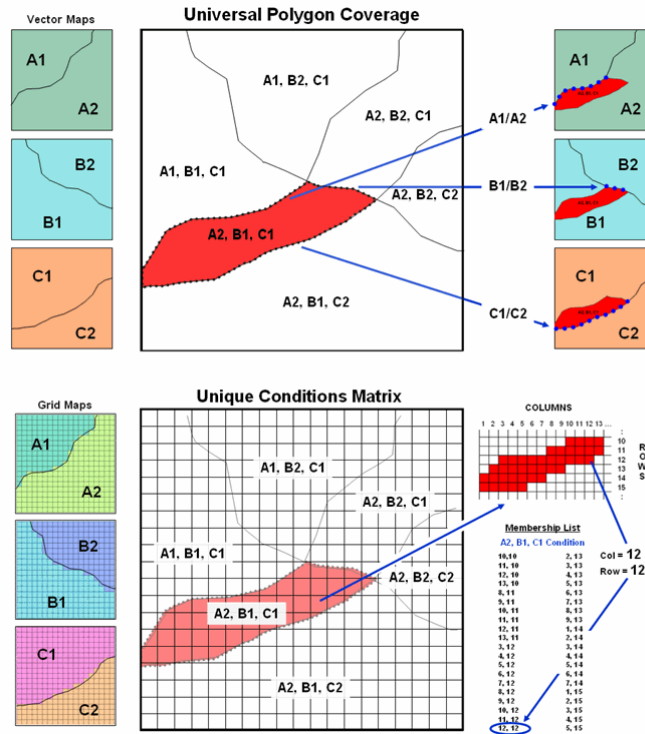 Vector Maps
Universal Polygon Coverage
A1
A2
B2
B1
C1
C2
A1, B2, C1
A2, B2, C1
A1, B1, C1
A2, B2, C2
A2, B1, C1
A2, B1, C2
A1/A2
B1/B2
C1/C2
A1
A2
B2
B1
C1
C2
Grid Maps
Unique Conditions Matrix
A1
A2
B2
B1
C1
C2
A1, B2, C1
A2, B2, C1
A1, B1, C1
A2, B2, C2
A2, B1, C1
A2, B1, C2
COLUMNS
1 2 3 4 5 6 7 8 9 10 11 12 13 ...
:
10
11
12
13
14
15
:
ROWS
Membership List
A2, B1, C1 Condition
10,10 2, 13
11, 10 3, 13
12, 10 4, 13
13, 10 5, 13
8, 11 6, 13
9, 11 7, 13
10, 11 8, 13
11, 11 9, 13
12, 11 1, 14
13, 11 2, 14
3, 12 3, 14
4, 12 4, 14
5, 12 5, 14
6, 12 6, 14
7, 12 7, 14
8, 12 1, 15
9, 12 2, 15
10, 12 3, 15
11, 12 4, 15
12, 12 5, 15
Col = 12
Row = 12